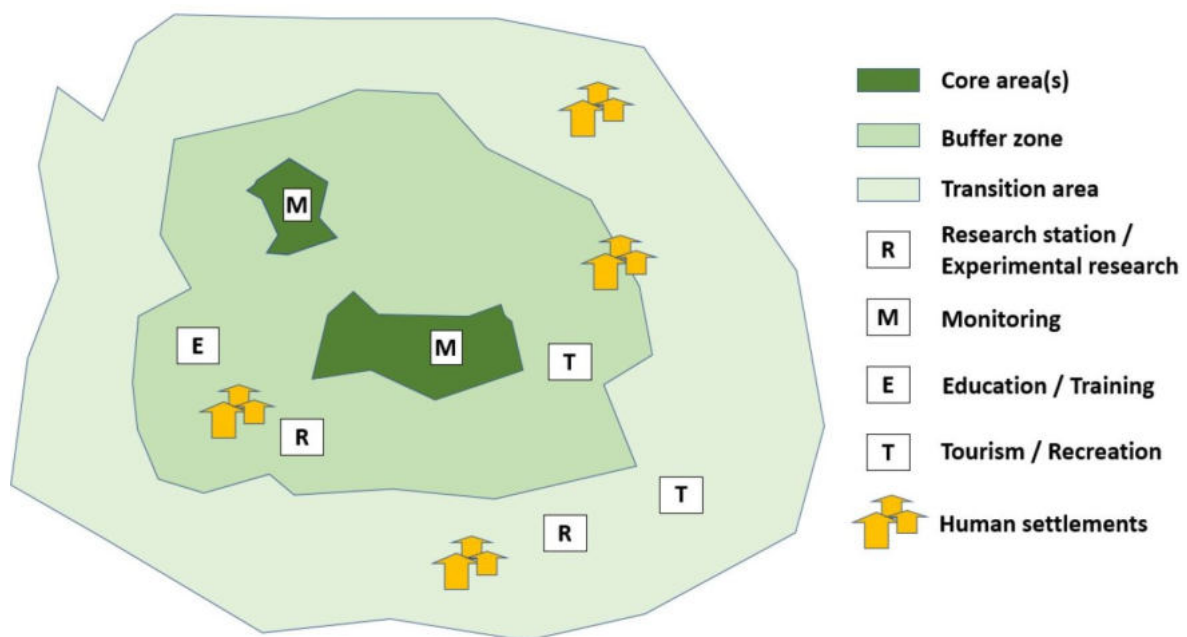 M
M
E
T
R
T
R
Core area(s)
Buffer zone
Transition area
R
Research station /
Experimental research
M
Monitoring
E
Education / Training
T
Tourism / Recreation
Human settlements